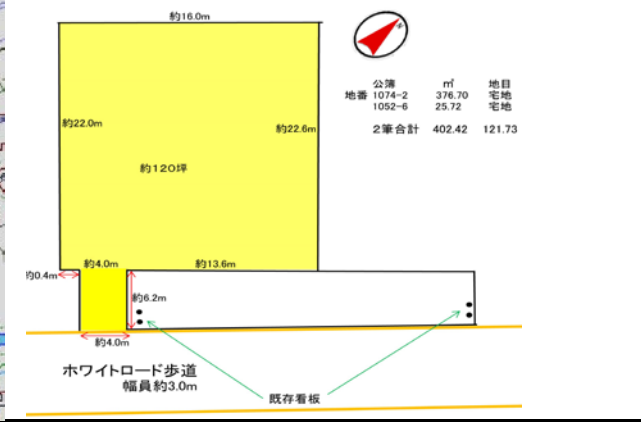 約16.0m
N
公簿 ㎡ 地目
地番 1074-2 376.70 宅地
1052-6 25.72 宅地
2筆合計 402.42 121.73
約22.0m
約22.6m
約120坪
約4.0m
約13.6m
約0.4m
約6.2m
約4.0m
ホワイトロード歩道
幅員約3.0m
既存看板